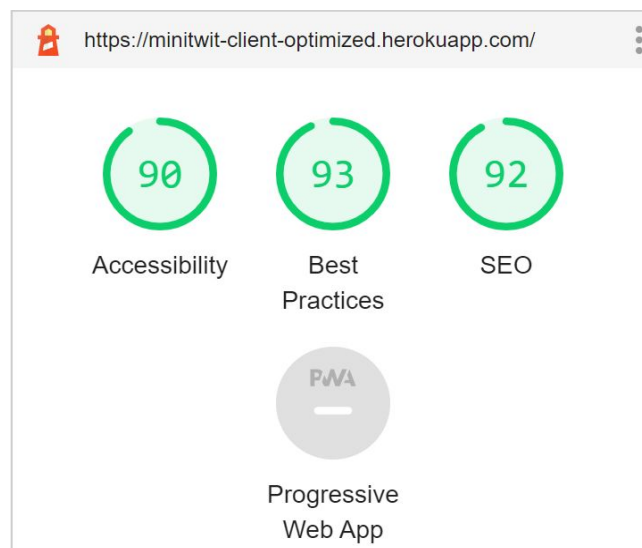 https://minitwit-client-optimized.herokuapp.com/
90 93 92
Accessibility Best Practices SEO
PWA
Progressive
Web App